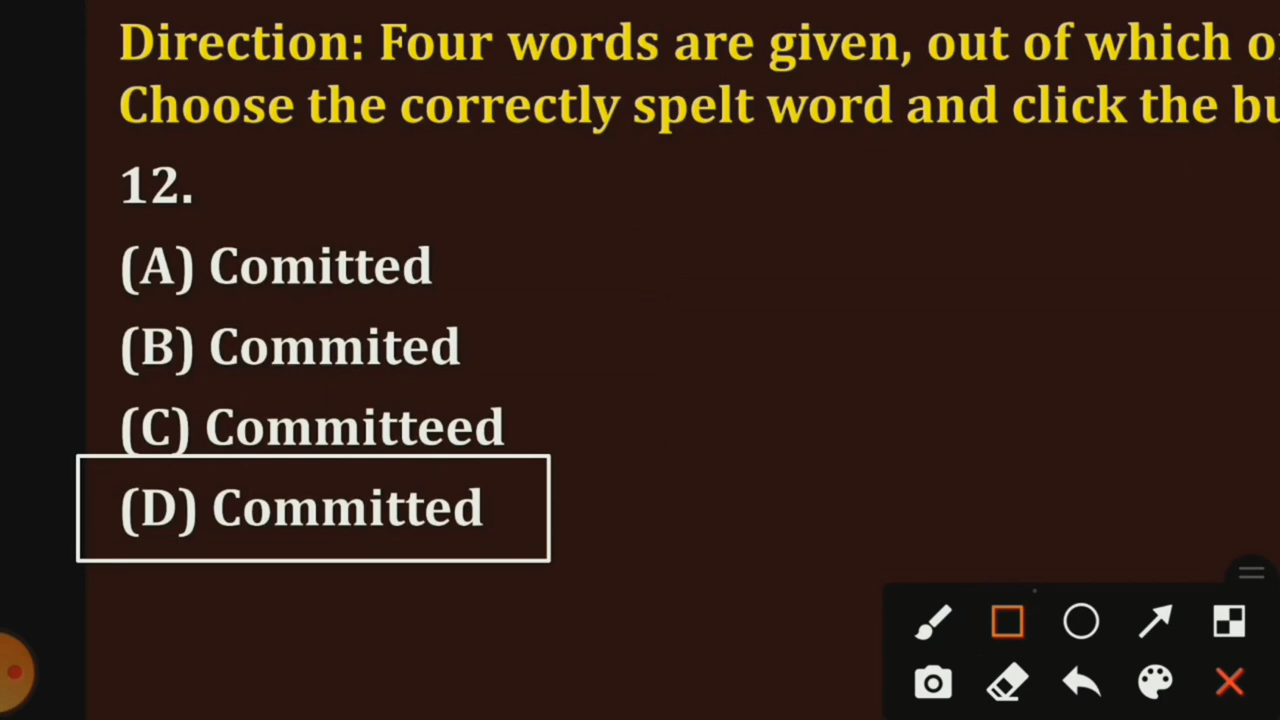 Direction: Four words are given, out of which
Choose the correctly spelt word and click the
12.
(A) Comitted
(B) Commited
(C) Committeed
(D) Committed